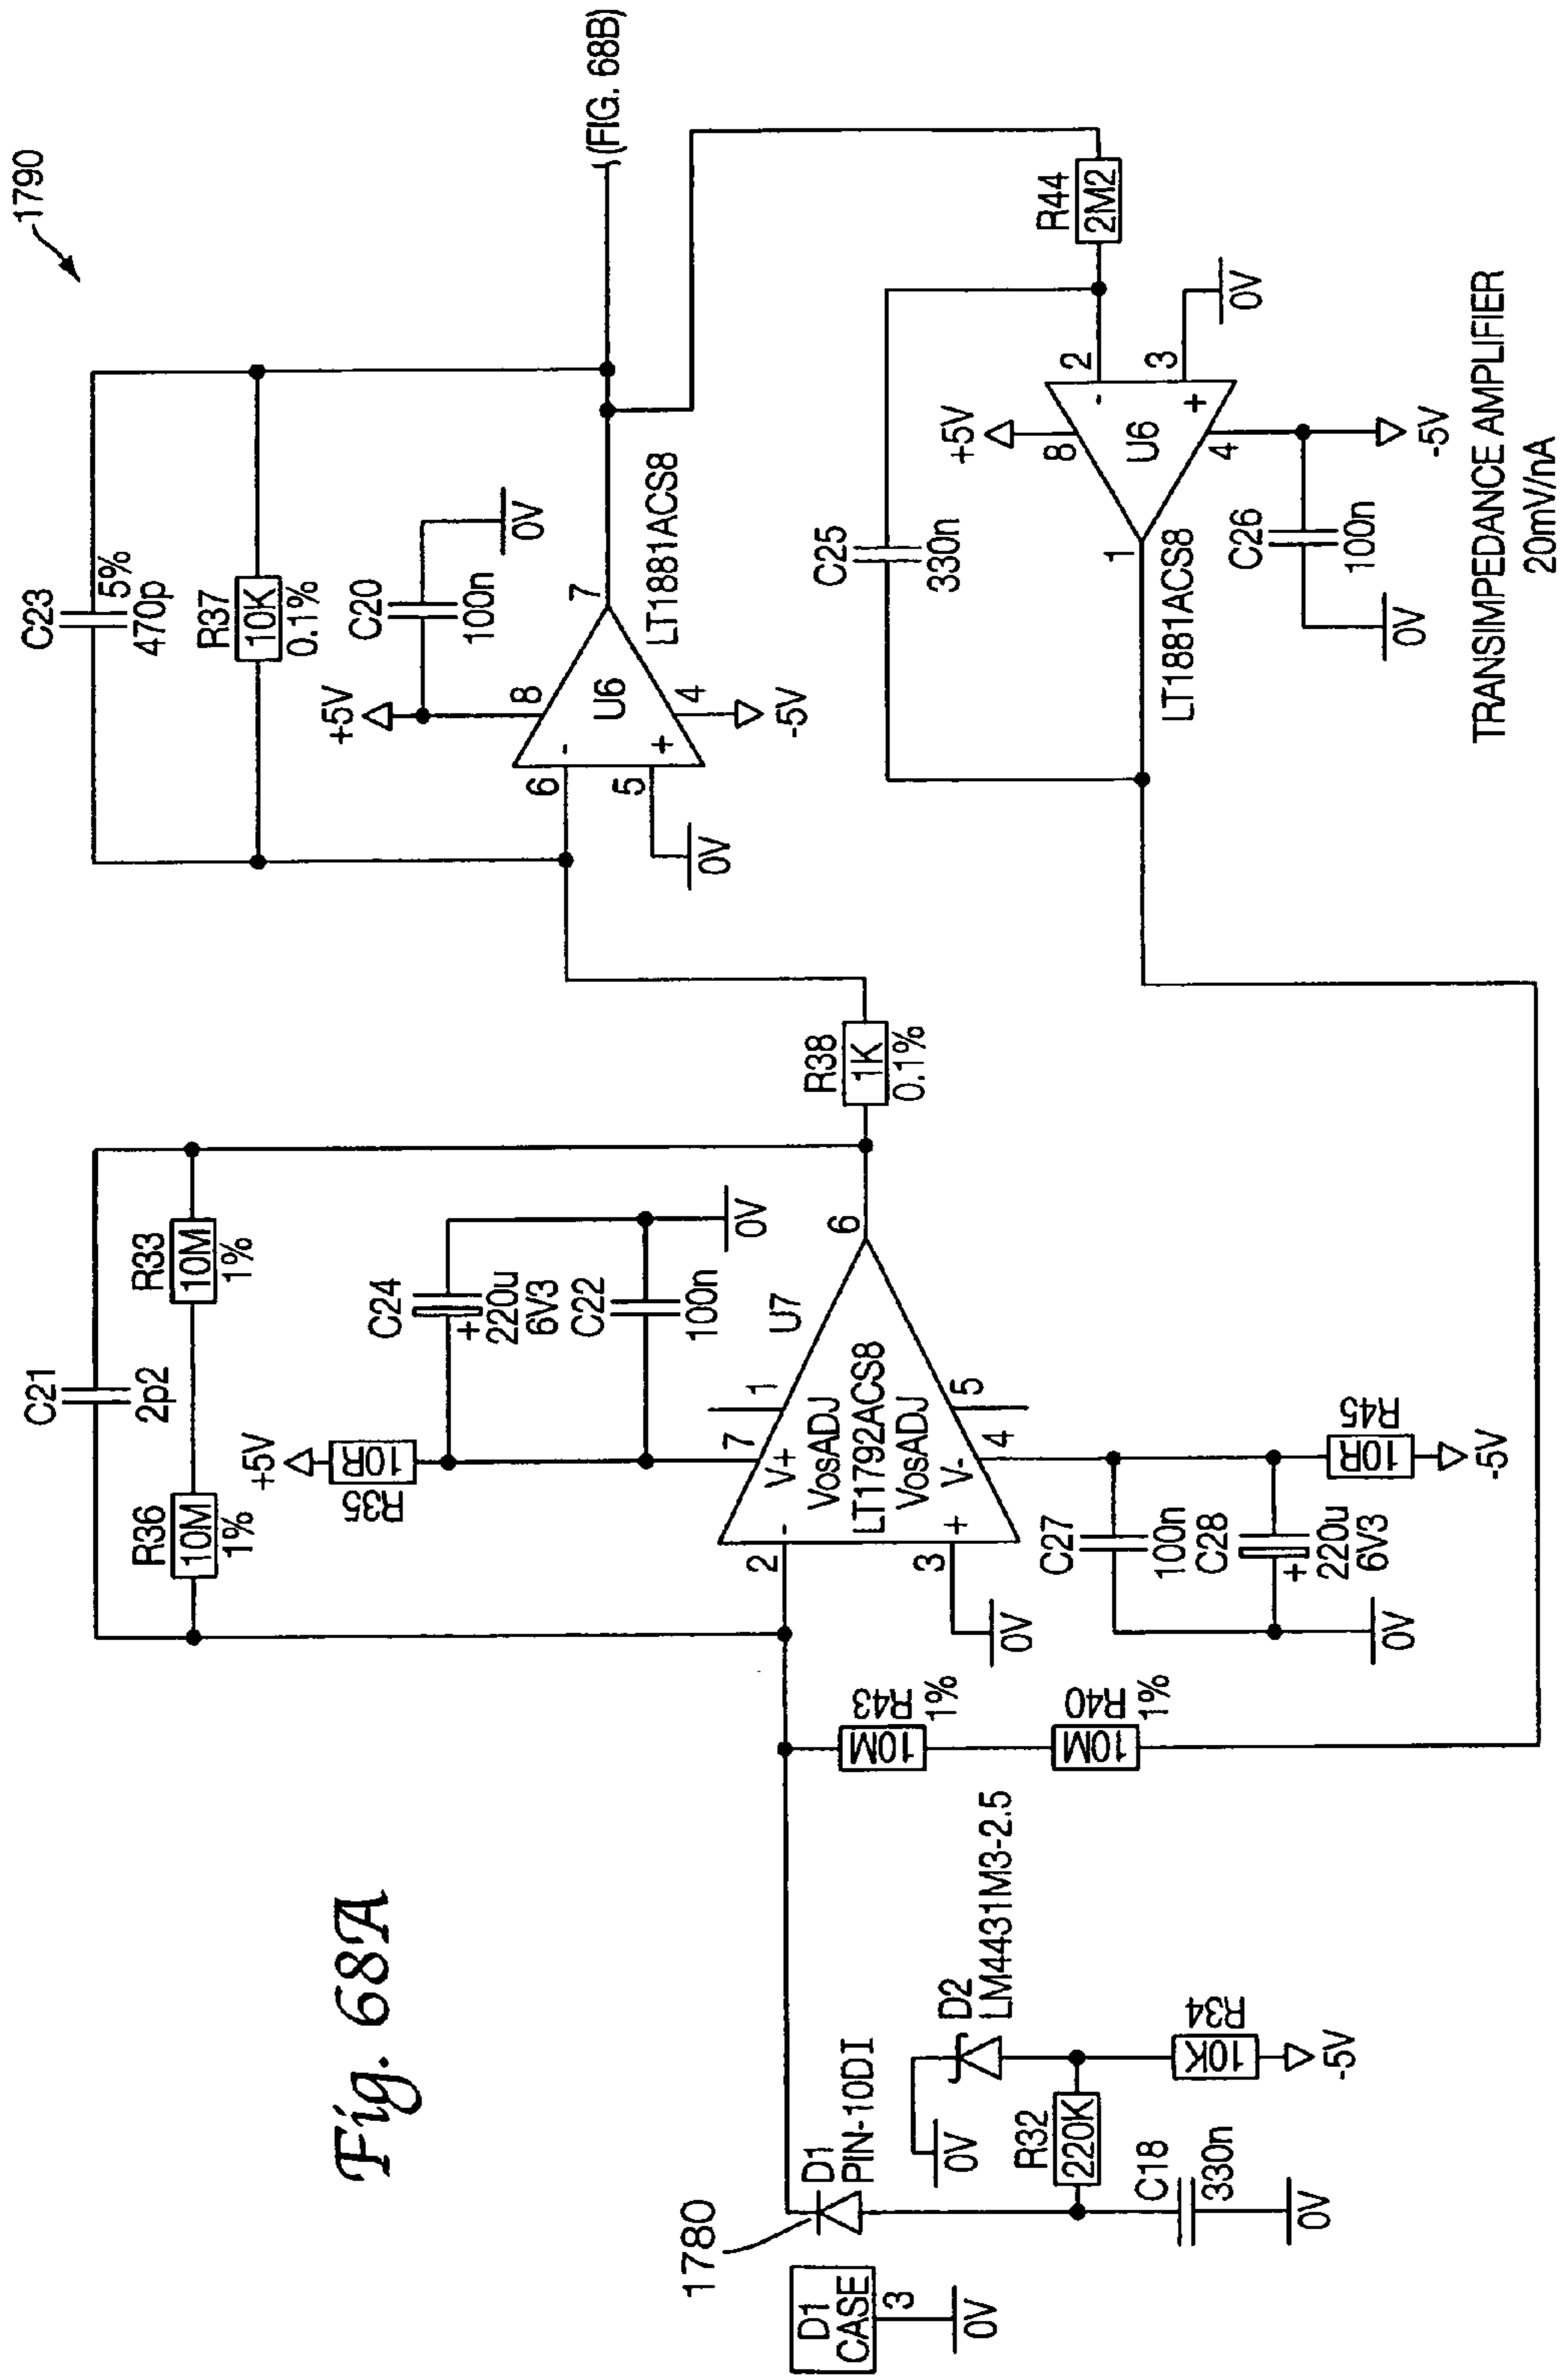 Fig. 68A
1790
C21
2p2
R36
10M
1%
R33
10M
1%
+5V
R35
10R
C24
+
220u
6V3
C22
100n
0V
7
1
U7
V+
VosADJ
LT1792ACS8
VosADJ
V-
2
-
3
+
0V
6
4
5
C27
100n
C28
+
220u
6V3
0V
R45
10R
-5V
R43
10M
1%
R40
10M
1%
R38
1K
0.1%
C23
5%
470p
R37
10K
0.1%
+5V
C20
100n
0V
8
6
-
U6
5
+
0V
7
4
-5V
LT1881ACS8
(FIG. 68B)
R44
2M2
C25
330n
+5V
8
2
-
U6
3
+
0V
1
4
LT1881ACS8
C26
100n
0V
-5V
TRANSIMPEDANCE AMPLIFIER
20mV/nA
1780
D1
PIN-10DI
D1
CASE
3
0V
D2
LM4431M3-2.5
0V
R32
220K
R34
10K
-5V
C18
330n
0V